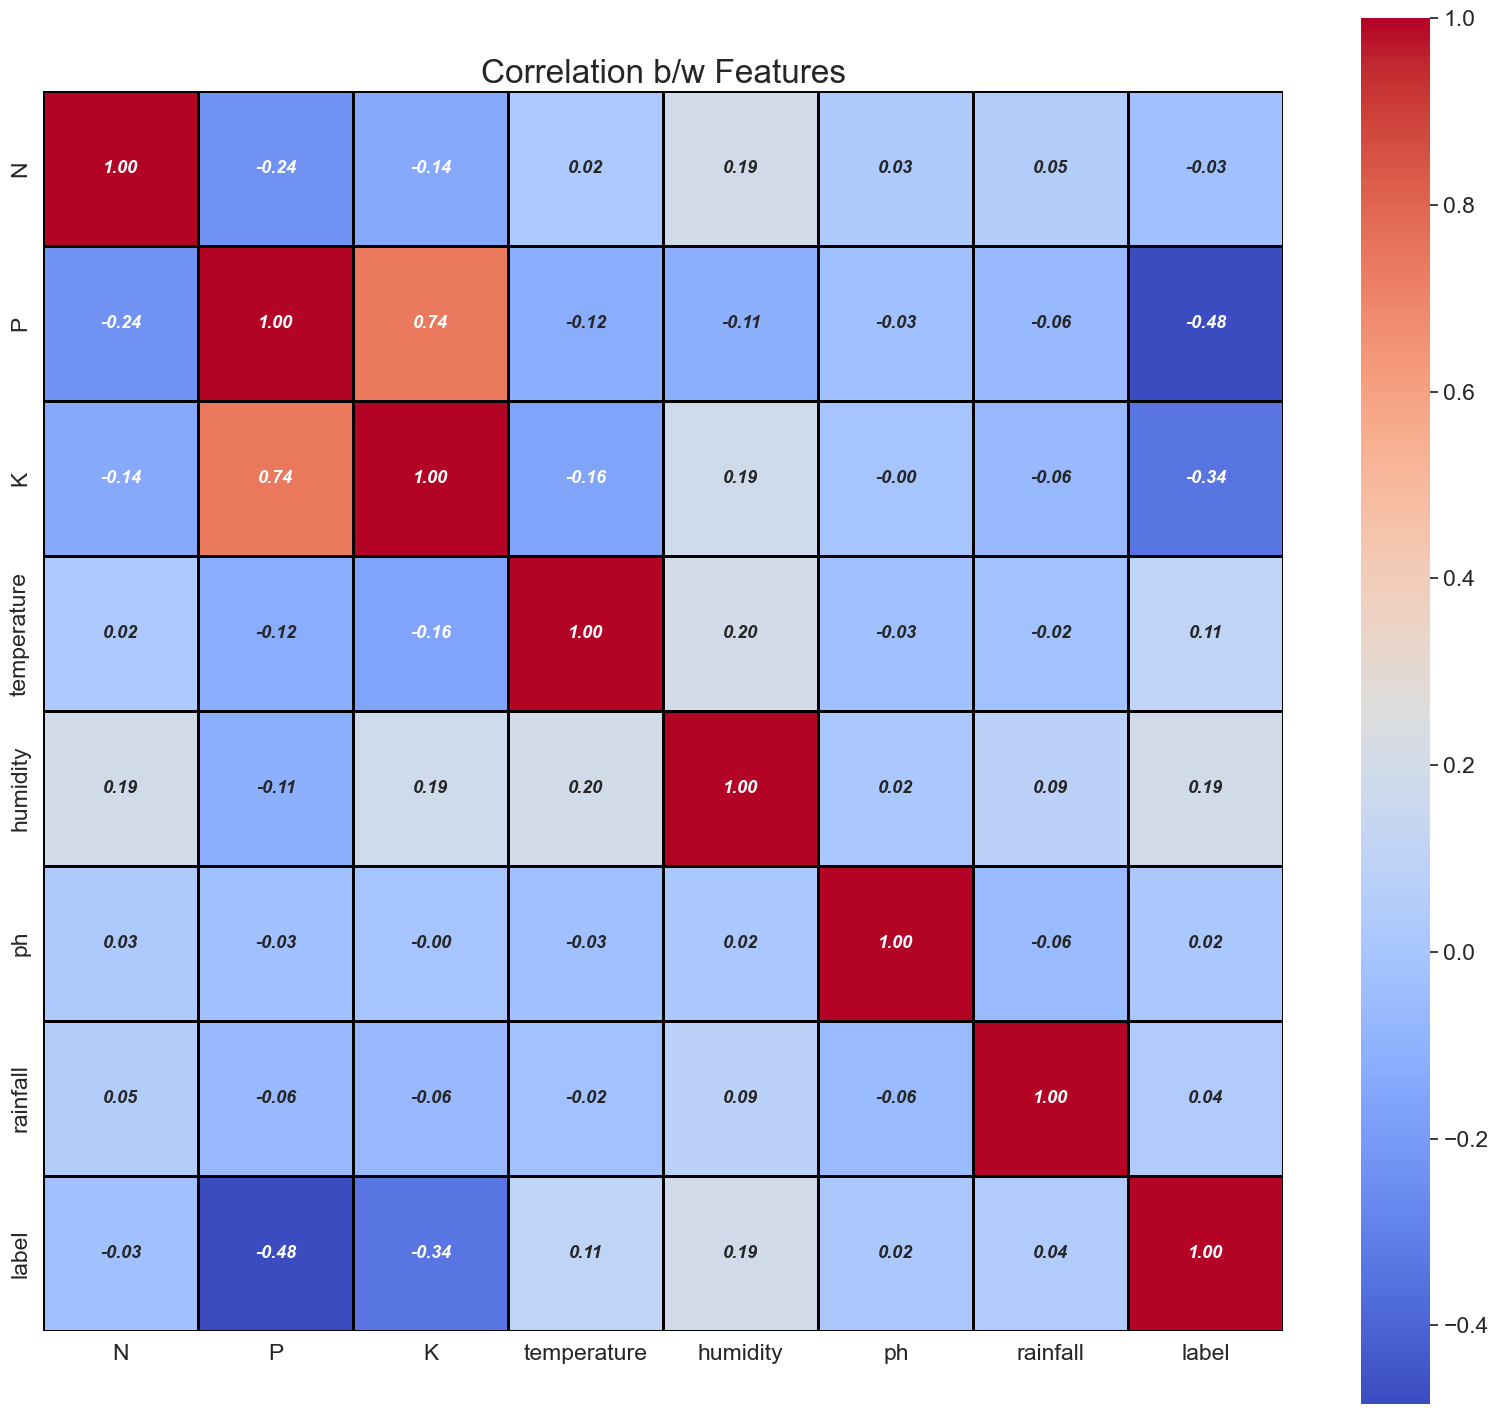 Correlation b/w Features
N 1.00 -0.24 -0.14 0.02 0.19 0.03 0.05 -0.03
P -0.24 1.00 0.74 -0.12 -0.11 -0.03 -0.06 -0.48
K -0.14 0.74 1.00 -0.16 0.19 -0.00 -0.06 -0.34
temperature 0.02 -0.12 -0.16 1.00 0.20 -0.03 -0.02 0.11
humidity 0.19 -0.11 0.19 0.20 1.00 0.02 0.09 0.19
ph 0.03 -0.03 -0.00 -0.03 0.02 1.00 -0.06 0.02
rainfall 0.05 -0.06 -0.06 -0.02 0.09 -0.06 1.00 0.04
label -0.03 -0.48 -0.34 0.11 0.19 0.02 0.04 1.00
N P K temperature humidity ph rainfall label
1.0
0.8
0.6
0.4
0.2
0.0
−0.2
−0.4